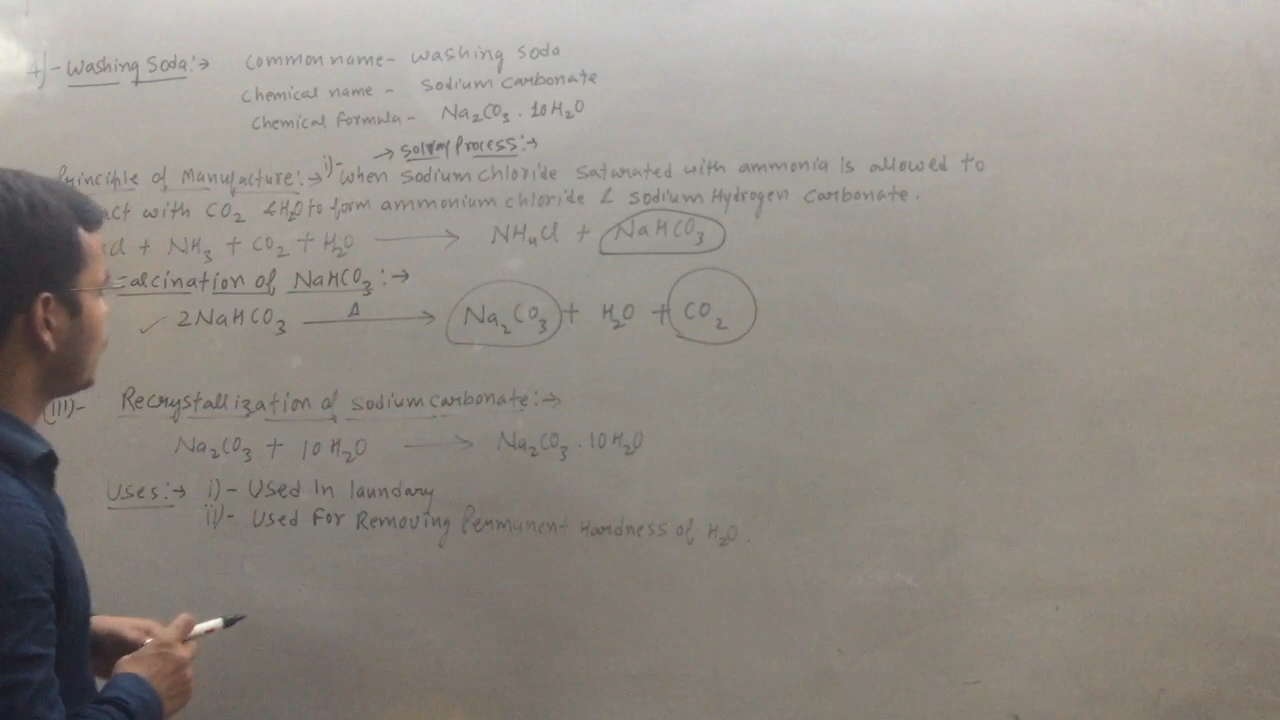 4)- Washing Soda:→ Common name- Washing Soda
Chemical name - Sodium Carbonate
Chemical Formula- Na₂CO₃. 10H₂O
→ Solvay Process:→
Principle of Manufacture:→ i)- When Sodium Chloride Saturated with ammonia is allowed to
act with CO₂ & H₂O to form ammonium chloride & Sodium Hydrogen Carbonate.
cl + NH₃ + CO₂ + H₂O → NH₄Cl + NaHCO₃
Calcination of NaHCO₃:→
✓ 2NaHCO₃ Δ→ Na₂CO₃ + H₂O + CO₂
(III)- Recrystallization of Sodium carbonate:→
Na₂CO₃ + 10H₂O → Na₂CO₃.10H₂O
Uses:→ i)- Used In laundary
ii)- Used For Removing Permanent Hardness of H₂O.